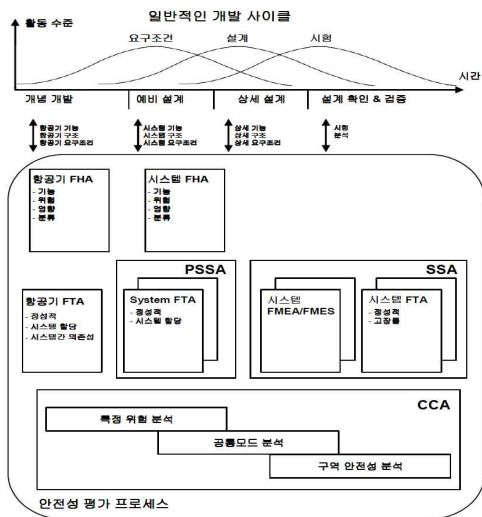 일반적인 개발 사이클
활동 수준
요구조건
설계
시험
시간
개념 개발
예비 설계
상세 설계
설계 확인 & 검증
항공기 기능
항공기 구조
항공기 요구조건
시스템 기능
시스템 구조
시스템 요구조건
상세 기능
상세 구조
상세 요구조건
시험
분석
항공기 FHA
- 기능
- 위험
- 영향
- 분류
시스템 FHA
- 기능
- 위험
- 영향
- 분류
PSSA
SSA
항공기 FTA
- 정성적
- 시스템 할당
- 시스템간 의존성
System FTA
- 정성적
- 시스템 할당
시스템
FMEA/FMES
시스템 FTA
- 정성적
- 고장률
CCA
특정 위험 분석
공통모드 분석
구역 안전성 분석
안전성 평가 프로세스